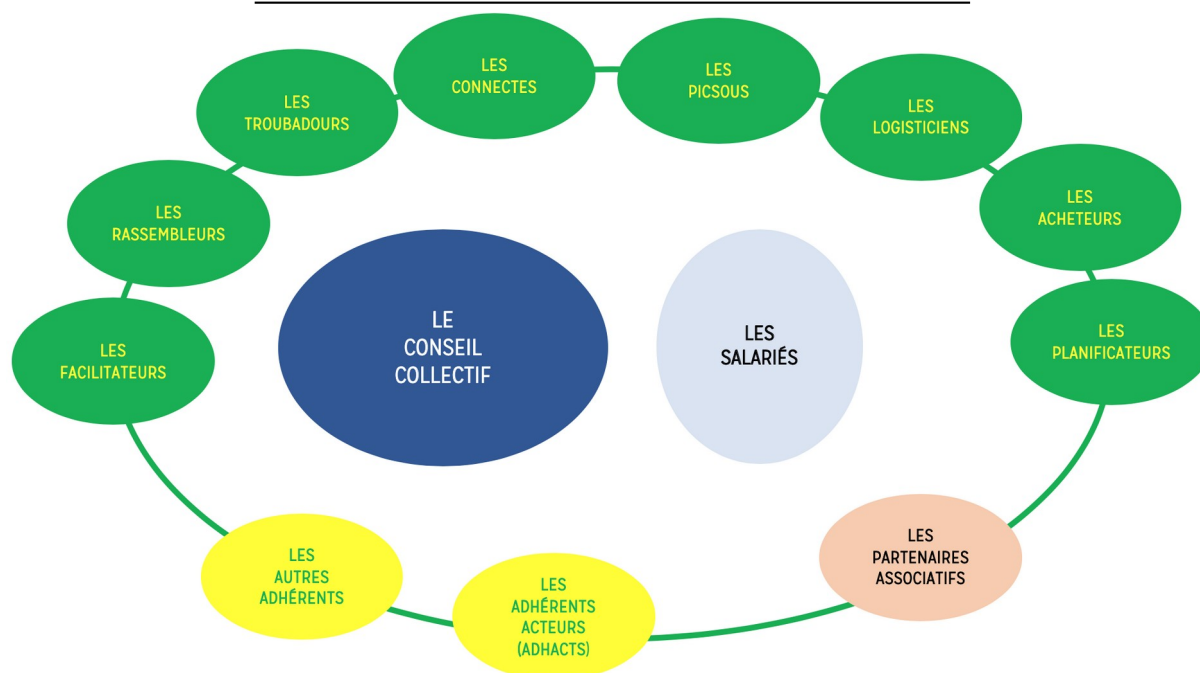 LES
CONNECTES
LES
PICSOUS
LES
TROUBADOURS
LES
LOGISTICIENS
LES
RASSEMBLEURS
LES
ACHETEURS
LES
FACILITATEURS
LE
CONSEIL
COLLECTIF
LES
SALARIÉS
LES
PLANIFICATEURS
LES
AUTRES
ADHÉRENTS
LES
ADHÉRENTS
ACTEURS
(ADHACTS)
LES
PARTENAIRES
ASSOCIATIFS